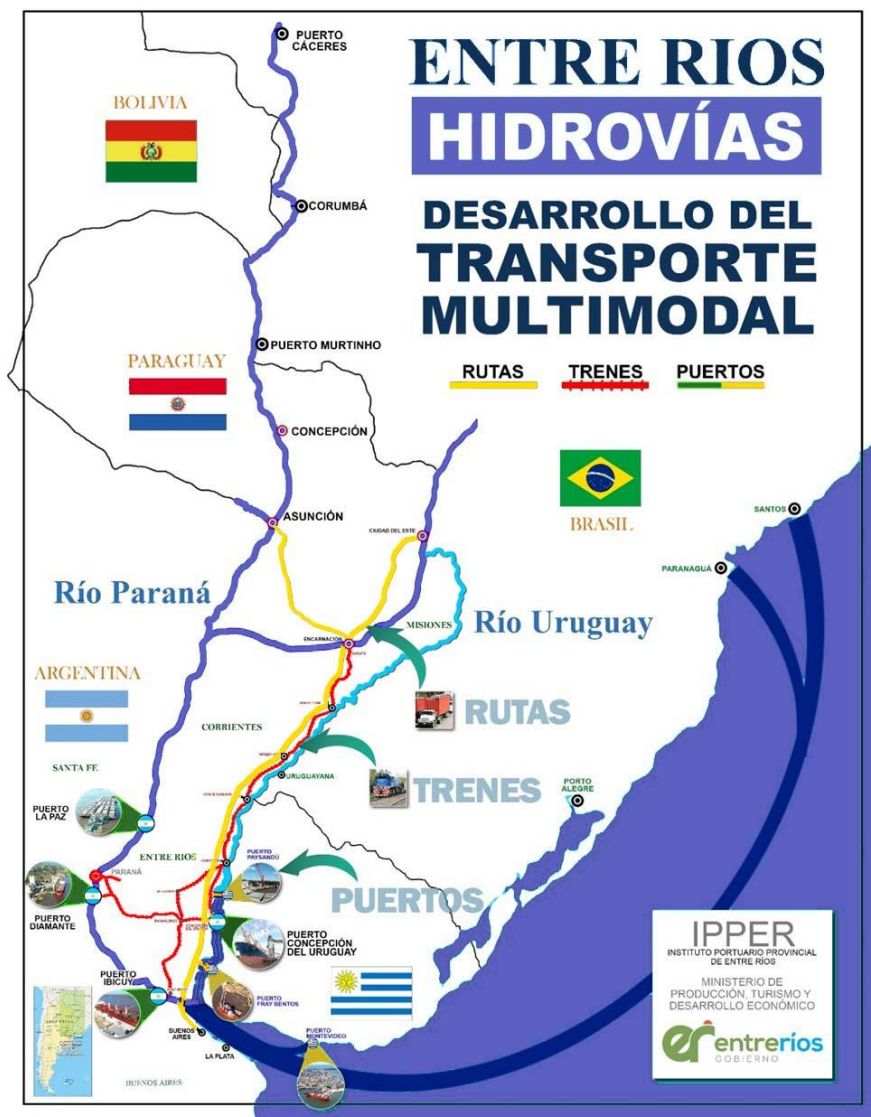 ENTRE RIOS
HIDROVÍAS
DESARROLLO DEL
TRANSPORTE
MULTIMODAL
RUTAS
TRENES
PUERTOS
PUERTO
CÁCERES
BOLIVIA
CORUMBÁ
PUERTO MURTINHO
PARAGUAY
CONCEPCIÓN
ASUNCIÓN
CIUDAD DEL ESTE
BRASIL
SANTOS
PARANAGUÁ
Río Paraná
MISIONES
Río Uruguay
ENCARNACIÓN
ARGENTINA
RUTAS
CORRIENTES
SANTA FE
URUGUAYANA
TRENES
PORTO
ALEGRE
PUERTO
LA PAZ
ENTRE RIOS
PUERTO
PAYSANDÚ
PARANÁ
PUERTOS
PUERTO
DIAMANTE
PUERTO
CONCEPCIÓN
DEL URUGUAY
PUERTO
IBICUY
PUERTO
FRAY BENTOS
BUENOS
AIRES
LA PLATA
PUERTO
MONTEVIDEO
BUENOS AIRES
IPPER
INSTITUTO PORTUARIO PROVINCIAL
DE ENTRE RÍOS
MINISTERIO DE
PRODUCCIÓN, TURISMO Y
DESARROLLO ECONÓMICO
er entreríos
GOBIERNO